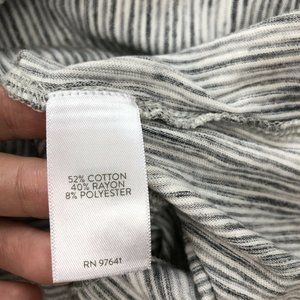 52% COTTON
40% RAYON
8% POLYESTER
RN 97641